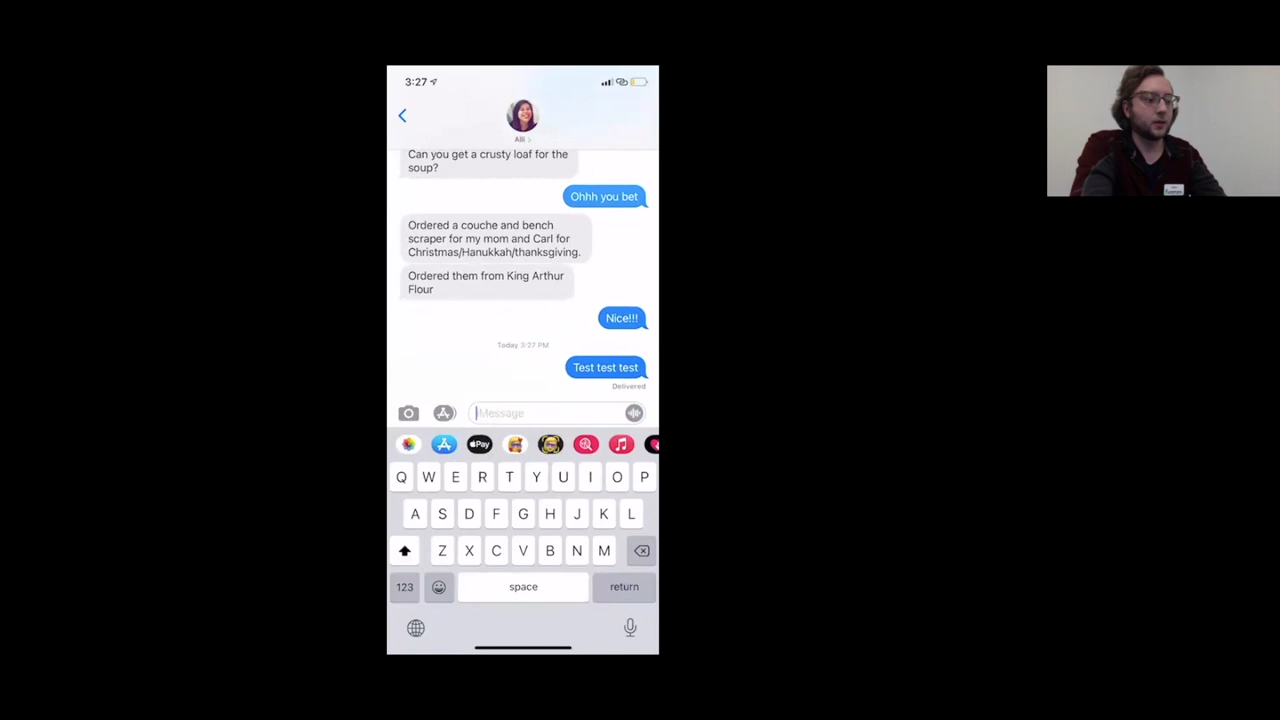 3:27
Alli
Can you get a crusty loaf for the
soup?
Ohhh you bet
Ordered a couche and bench
scraper for my mom and Carl for
Christmas/Hanukkah/thanksgiving.
Ordered them from King Arthur
Flour
Nice!!!
Today 3:27 PM
Test test test
Delivered
Message
Pay
Q W E R T Y U I O P
A S D F G H J K L
Z X C V B N M
123 space return